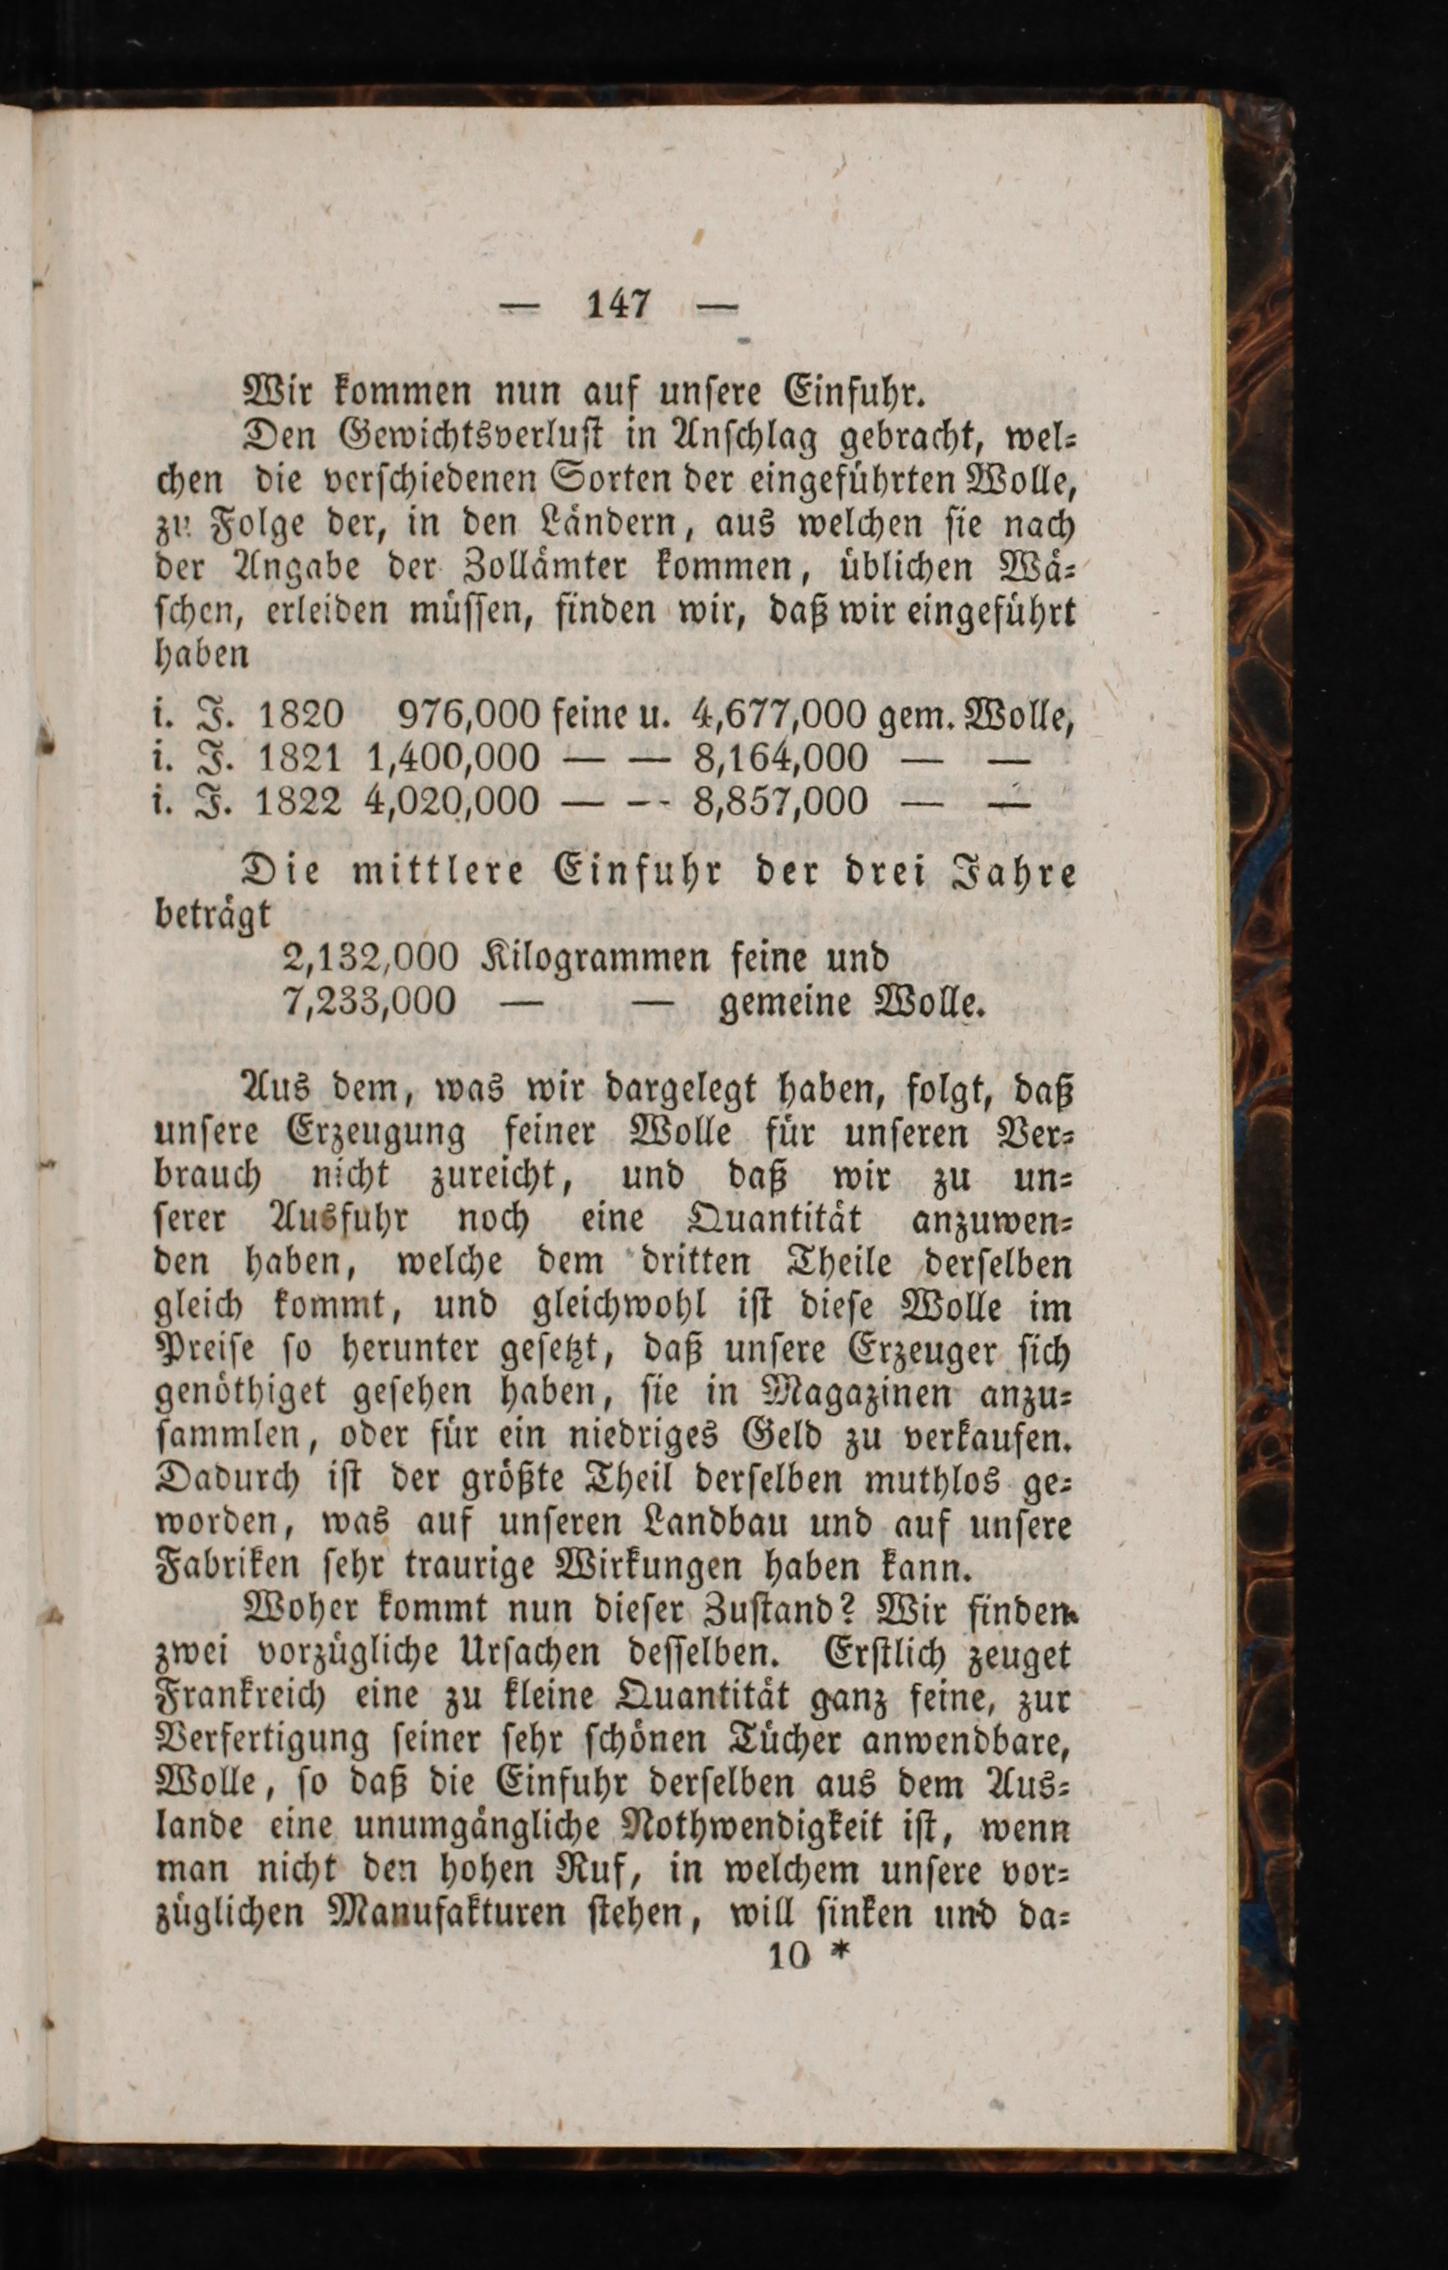 — 147 —
Wir kommen nun auf unsere Einfuhr.
Den Gewichtsverlust in Anschlag gebracht, wel-
chen die verschiedenen Sorten der eingeführten Wolle,
zu Folge der, in den Ländern, aus welchen sie nach
der Angabe der Zollämter kommen, üblichen Wä-
schen, erleiden müssen, finden wir, daß wir eingeführt
haben
i. J. 1820 976,000 feine u. 4,677,000 gem. Wolle,
i. J. 1821 1,400,000 — — 8,164,000 — —
i. J. 1822 4,020,000 — — 8,857,000 — —
Die mittlere Einfuhr der drei Jahre
beträgt
2,132,000 Kilogrammen feine und
7,233,000 — — gemeine Wolle.
Aus dem, was wir dargelegt haben, folgt, daß
unsere Erzeugung feiner Wolle für unseren Ver-
brauch nicht zureicht, und daß wir zu un-
serer Ausfuhr noch eine Quantität anzuwen-
den haben, welche dem dritten Theile derselben
gleich kommt, und gleichwohl ist diese Wolle im
Preise so herunter gesetzt, daß unsere Erzeuger sich
genöthiget gesehen haben, sie in Magazinen anzu-
sammlen, oder für ein niedriges Geld zu verkaufen.
Dadurch ist der größte Theil derselben muthlos ge-
worden, was auf unseren Landbau und auf unsere
Fabriken sehr traurige Wirkungen haben kann.
Woher kommt nun dieser Zustand? Wir finden
zwei vorzügliche Ursachen desselben. Erstlich zeuget
Frankreich eine zu kleine Quantität ganz feine, zur
Verfertigung seiner sehr schönen Tücher anwendbare,
Wolle, so daß die Einfuhr derselben aus dem Aus-
lande eine unumgängliche Nothwendigkeit ist, wenn
man nicht den hohen Ruf, in welchem unsere vor-
züglichen Manufakturen stehen, will sinken und da-
10 *